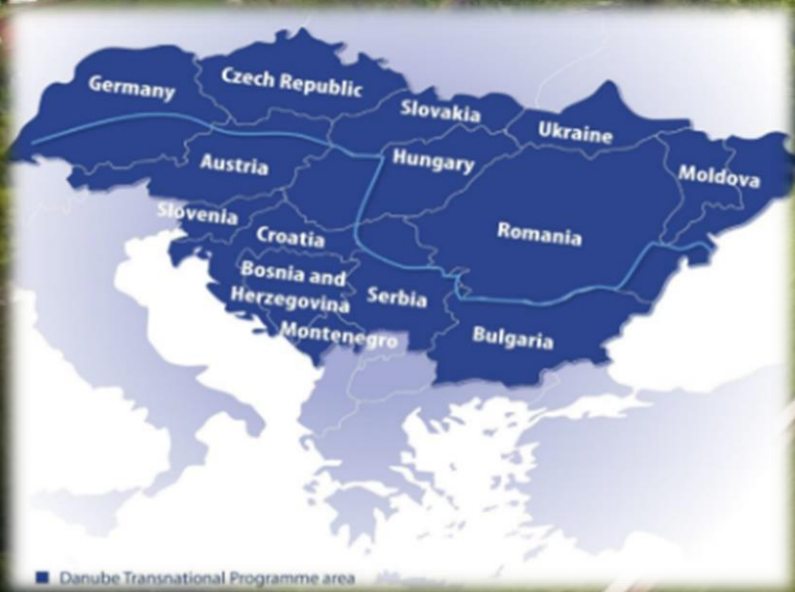 Germany
Czech Republic
Slovakia
Ukraine
Austria
Hungary
Moldova
Slovenia
Croatia
Romania
Bosnia and
Herzegovina
Serbia
Montenegro
Bulgaria
Danube Transnational Programme area